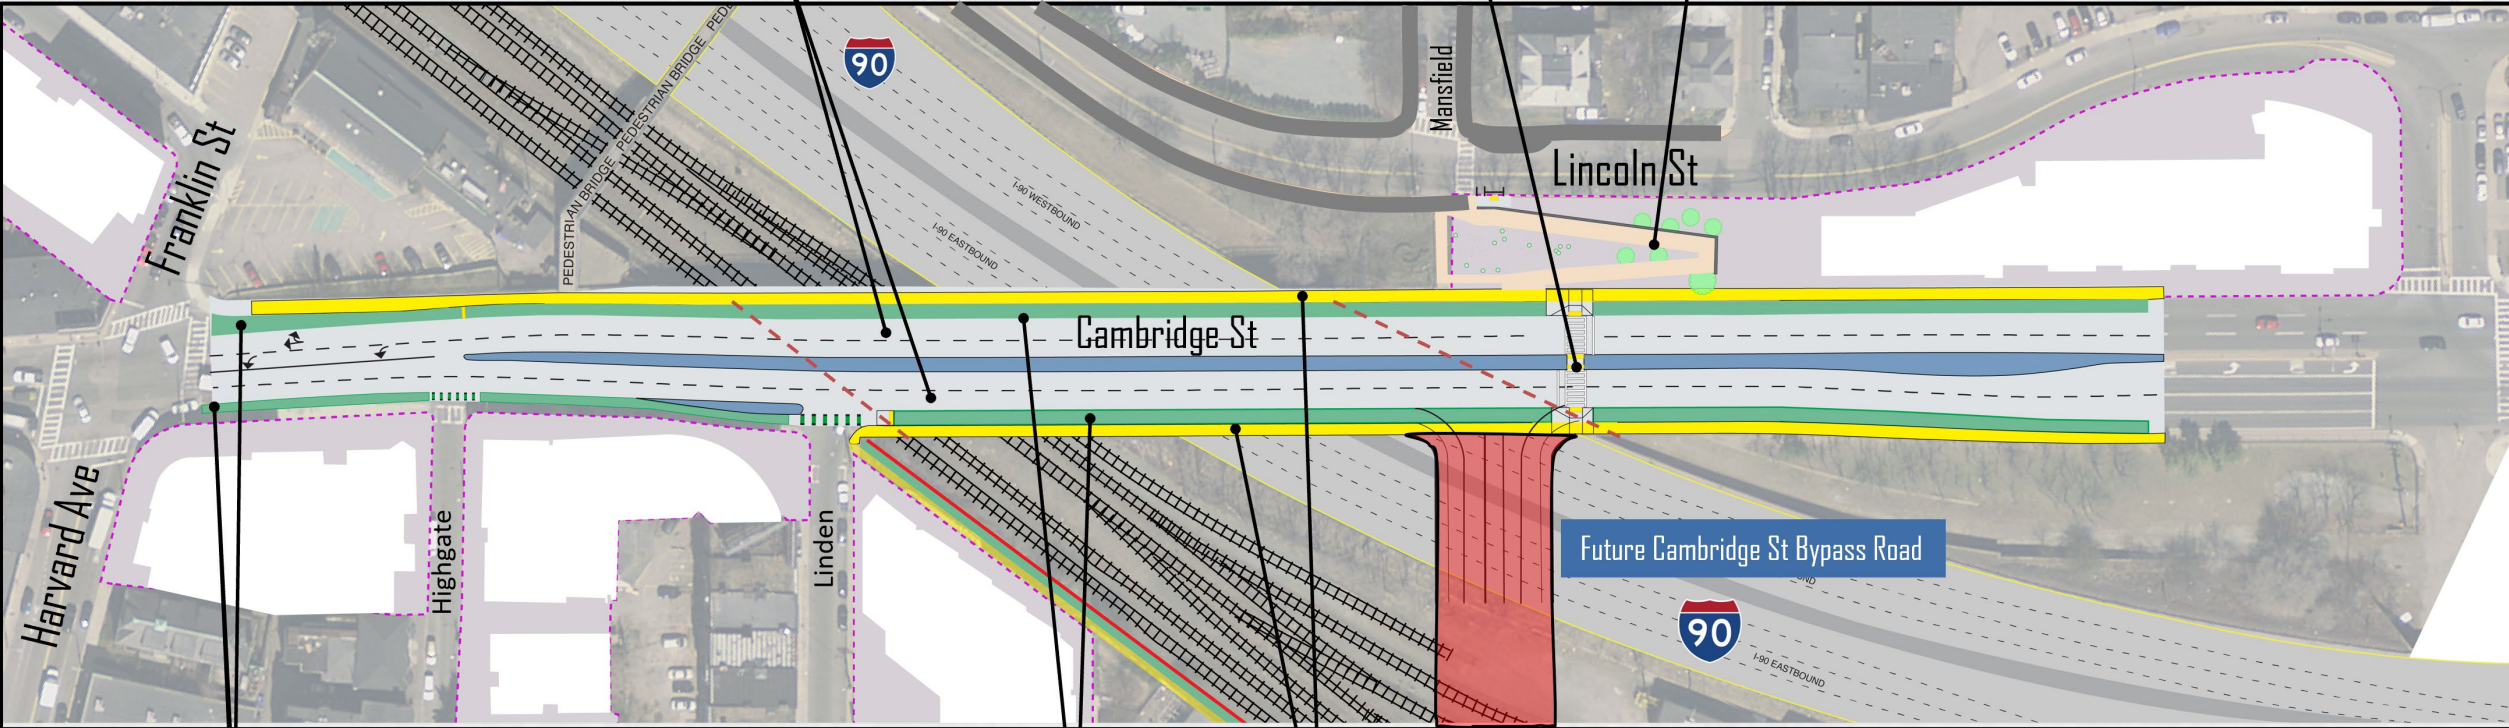 PEDESTRIAN BRIDGE PEDESTRIAN BRIDGE PED
90
Mansfield
Franklin St
I-90 WESTBOUND
Lincoln St
I-90 EASTBOUND
Cambridge St
Harvard Ave
Highgate
Linden
Future Cambridge St Bypass Road
90
I-90 EASTBOUND